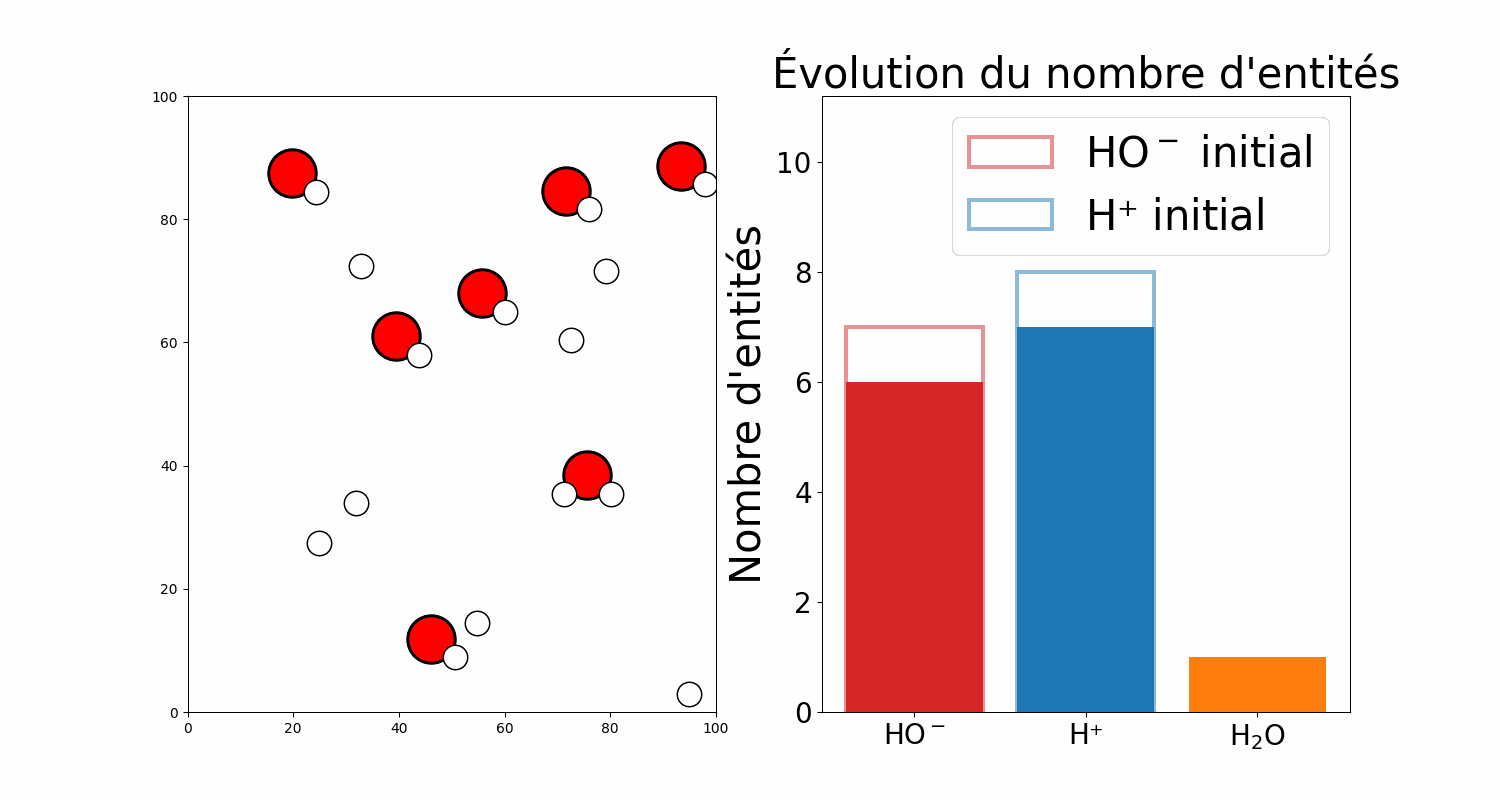 100
80
60
40
20
0
0 20 40 60 80 100
Évolution du nombre d'entités
HO⁻ initial
H⁺ initial
Nombre d'entités
10
8
6
4
2
0
HO⁻ H⁺ H₂O